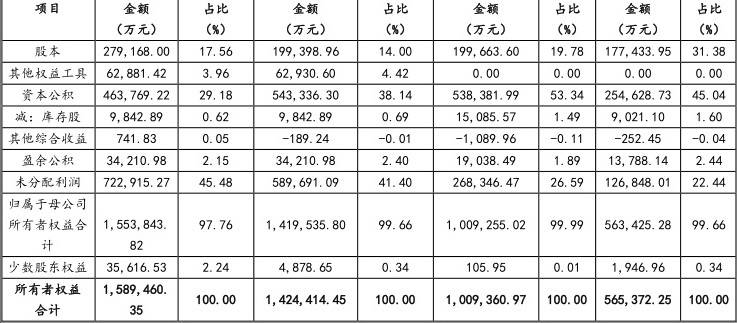 项目 金额（万元） 占比（%） 金额（万元） 占比（%） 金额（万元） 占比（%） 金额（万元） 占比（%）
股本 279,168.00 17.56 199,398.96 14.00 199,663.60 19.78 177,433.95 31.38
其他权益工具 62,881.42 3.96 62,930.60 4.42 0.00 0.00 0.00 0.00
资本公积 463,769.22 29.18 543,336.30 38.14 538,381.99 53.34 254,628.73 45.04
减：库存股 9,842.89 0.62 9,842.89 0.69 15,085.57 1.49 9,021.10 1.60
其他综合收益 741.83 0.05 -189.24 -0.01 -1,089.96 -0.11 -252.45 -0.04
盈余公积 34,210.98 2.15 34,210.98 2.40 19,038.49 1.89 13,788.14 2.44
未分配利润 722,915.27 45.48 589,691.09 41.40 268,346.47 26.59 126,848.01 22.44
归属于母公司所有者权益合计 1,553,843.82 97.76 1,419,535.80 99.66 1,009,255.02 99.99 563,425.28 99.66
少数股东权益 35,616.53 2.24 4,878.65 0.34 105.95 0.01 1,946.96 0.34
所有者权益合计 1,589,460.35 100.00 1,424,414.45 100.00 1,009,360.97 100.00 565,372.25 100.00